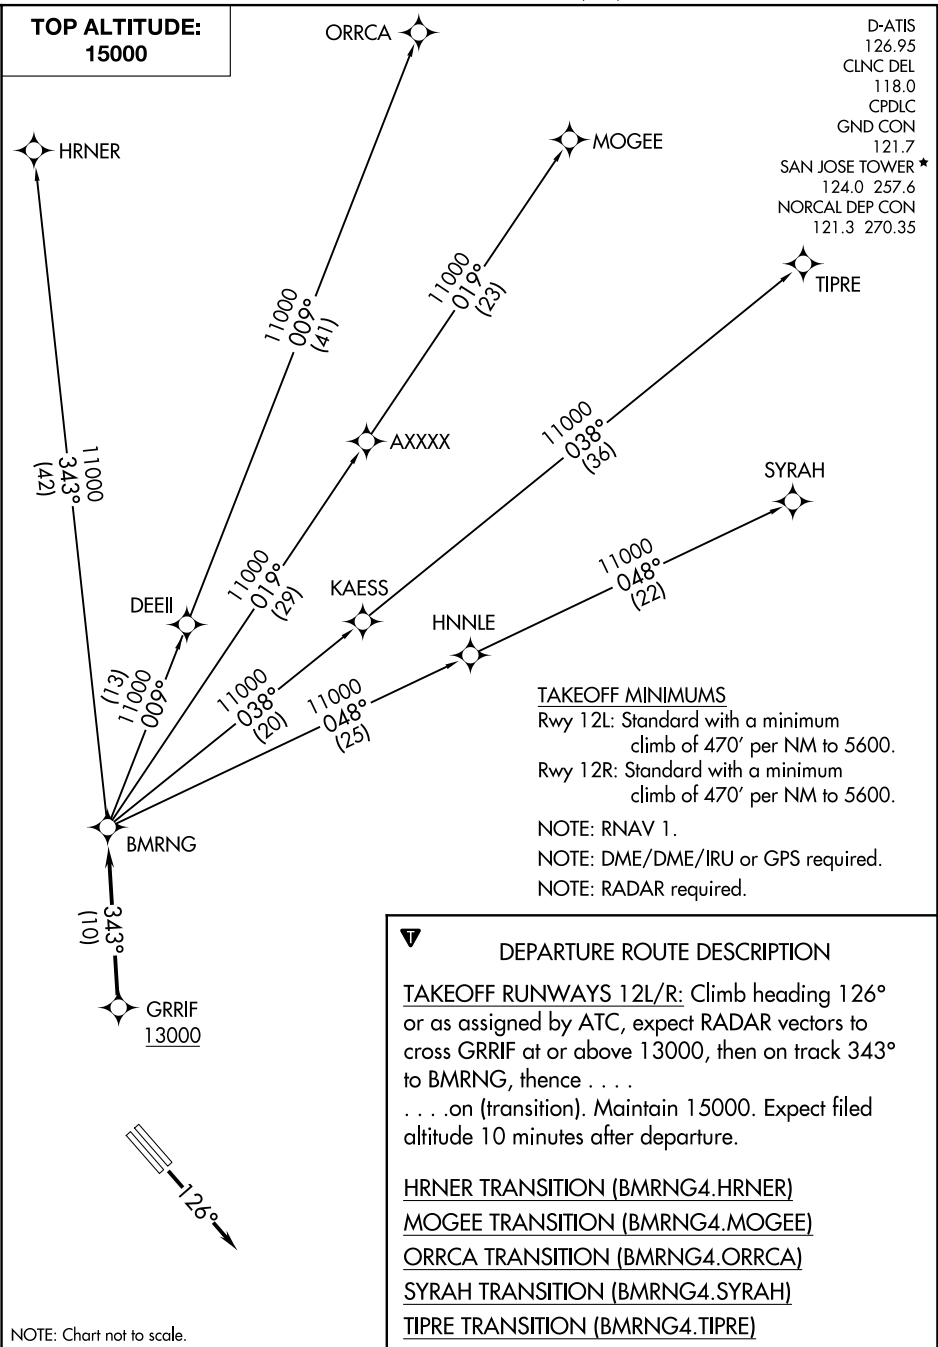 TOP ALTITUDE:
15000
D-ATIS
126.95
CLNC DEL
118.0
CPDLC
GND CON
121.7
SAN JOSE TOWER ★
124.0 257.6
NORCAL DEP CON
121.3 270.35
ORRCA
HRNER
MOGEE
TIPRE
11000
009°
(41)
11000
019°
(23)
AXXXX
11000
038°
(36)
11000
343°
(42)
SYRAH
11000
048°
(22)
DEEII
11000
019°
(29)
KAESS
HNNLE
(13)
11000
009°
11000
038°
(20)
11000
048°
(25)
BMRNG
343°
(10)
GRRIF
13000
126°
TAKEOFF MINIMUMS
Rwy 12L: Standard with a minimum
climb of 470' per NM to 5600.
Rwy 12R: Standard with a minimum
climb of 470' per NM to 5600.
NOTE: RNAV 1.
NOTE: DME/DME/IRU or GPS required.
NOTE: RADAR required.
T
DEPARTURE ROUTE DESCRIPTION
TAKEOFF RUNWAYS 12L/R: Climb heading 126°
or as assigned by ATC, expect RADAR vectors to
cross GRRIF at or above 13000, then on track 343°
to BMRNG, thence . . . .
. . . .on (transition). Maintain 15000. Expect filed
altitude 10 minutes after departure.
HRNER TRANSITION (BMRNG4.HRNER)
MOGEE TRANSITION (BMRNG4.MOGEE)
ORRCA TRANSITION (BMRNG4.ORRCA)
SYRAH TRANSITION (BMRNG4.SYRAH)
TIPRE TRANSITION (BMRNG4.TIPRE)
NOTE: Chart not to scale.